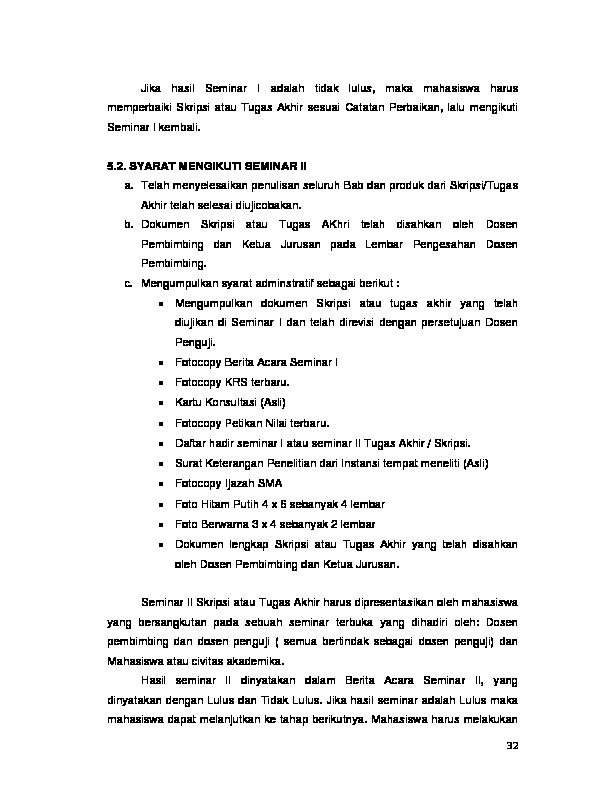 Jika hasil Seminar I adalah tidak lulus, maka mahasiswa harus
memperbaiki Skripsi atau Tugas Akhir sesuai Catatan Perbaikan, lalu mengikuti
Seminar I kembali.
5.2. SYARAT MENGIKUTI SEMINAR II
a. Telah menyelesaikan penulisan seluruh Bab dan produk dari Skripsi/Tugas
Akhir telah selesai diujicobakan.
b. Dokumen Skripsi atau Tugas AKhri telah disahkan oleh Dosen
Pembimbing dan Ketua Jurusan pada Lembar Pengesahan Dosen
Pembimbing.
c. Mengumpulkan syarat adminstratif sebagai berikut :
• Mengumpulkan dokumen Skripsi atau tugas akhir yang telah
diujikan di Seminar I dan telah direvisi dengan persetujuan Dosen
Penguji.
• Fotocopy Berita Acara Seminar I
• Fotocopy KRS terbaru.
• Kartu Konsultasi (Asli)
• Fotocopy Petikan Nilai terbaru.
• Daftar hadir seminar I atau seminar II Tugas Akhir / Skripsi.
• Surat Keterangan Penelitian dari Instansi tempat meneliti (Asli)
• Fotocopy Ijazah SMA
• Foto Hitam Putih 4 x 6 sebanyak 4 lembar
• Foto Berwarna 3 x 4 sebanyak 2 lembar
• Dokumen lengkap Skripsi atau Tugas Akhir yang telah disahkan
oleh Dosen Pembimbing dan Ketua Jurusan.
Seminar II Skripsi atau Tugas Akhir harus dipresentasikan oleh mahasiswa
yang bersangkutan pada sebuah seminar terbuka yang dihadiri oleh: Dosen
pembimbing dan dosen penguji ( semua bertindak sebagai dosen penguji) dan
Mahasiswa atau civitas akademika.
Hasil seminar II dinyatakan dalam Berita Acara Seminar II, yang
dinyatakan dengan Lulus dan Tidak Lulus. Jika hasil seminar adalah Lulus maka
mahasiswa dapat melanjutkan ke tahap berikutnya. Mahasiswa harus melakukan
32